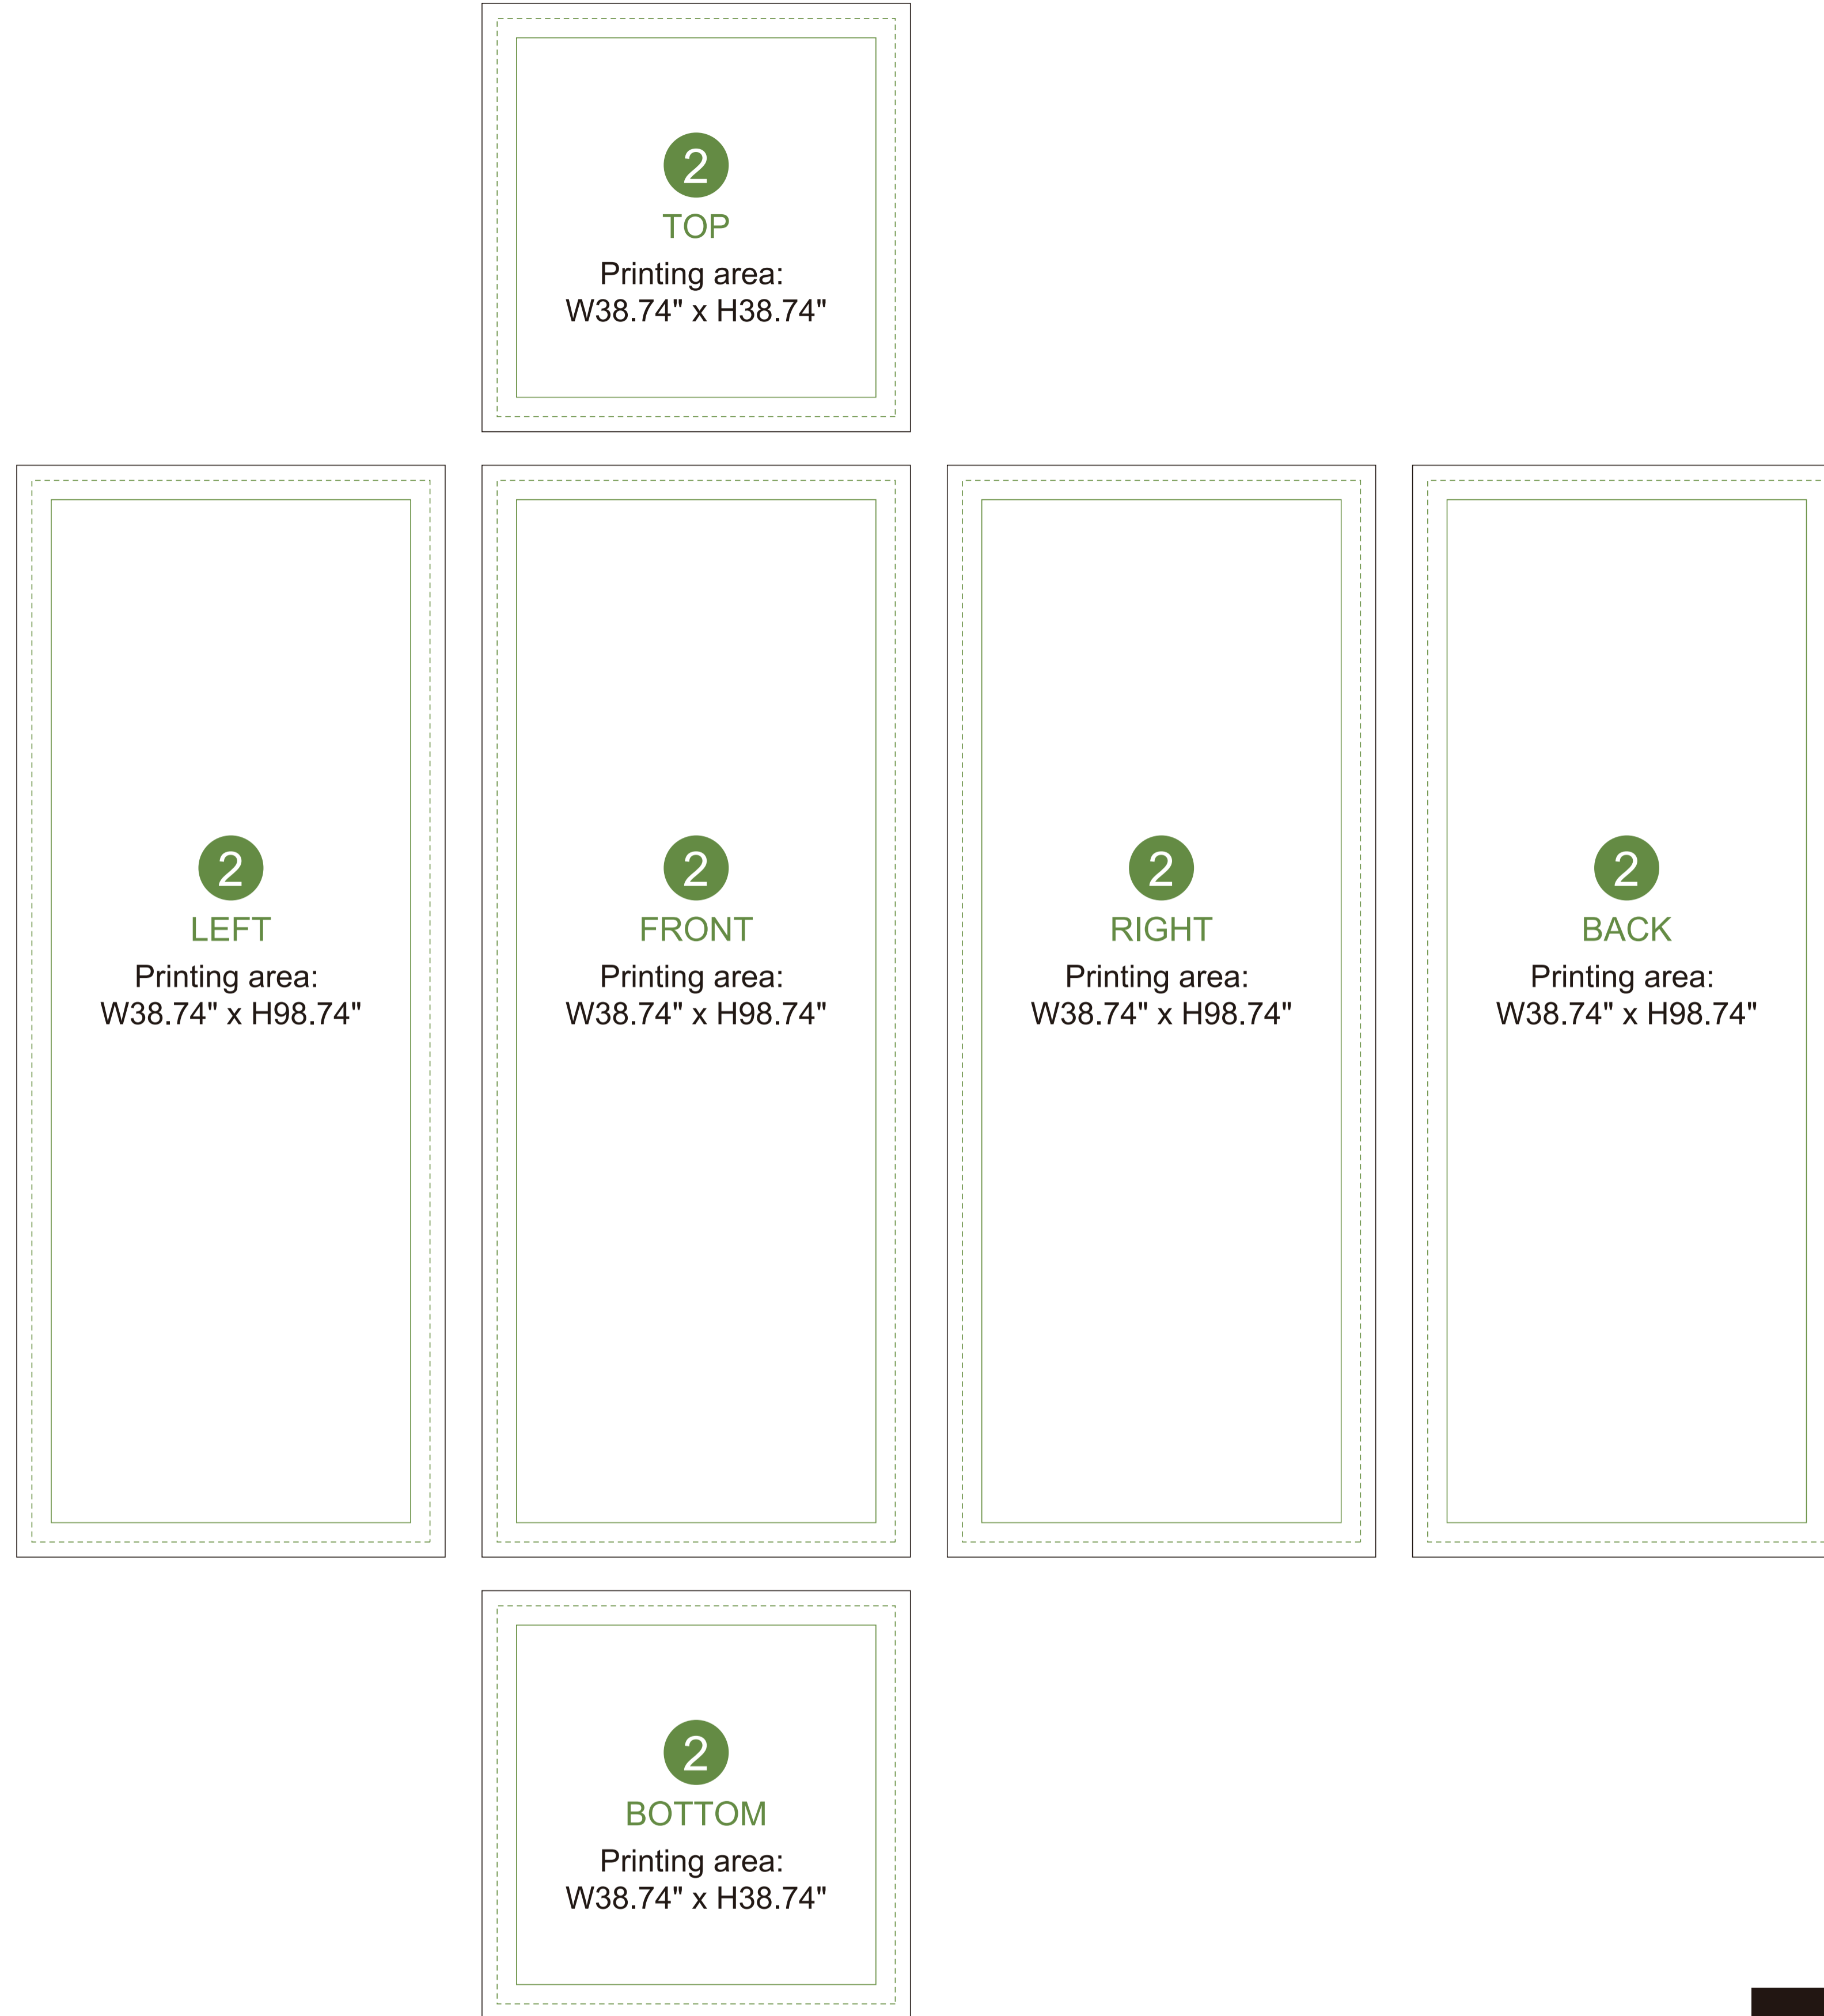 2
TOP
Printing area:
W38.74" x H38.74"
2
LEFT
Printing area:
W38.74" x H98.74"
2
FRONT
Printing area:
W38.74" x H98.74"
2
RIGHT
Printing area:
W38.74" x H98.74"
2
BACK
Printing area:
W38.74" x H98.74"
2
BOTTOM
Printing area:
W38.74" x H38.74"